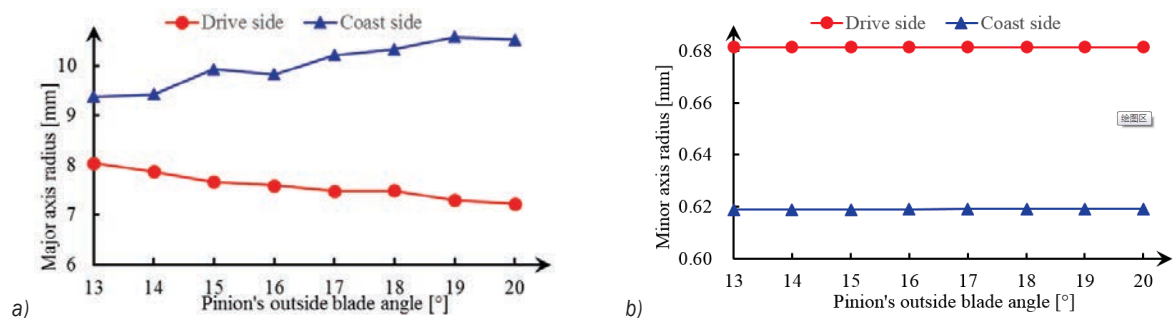 Drive side Coast side
Major axis radius [mm]
10
9
8
7
6
13 14 15 16 17 18 19 20
Pinion's outside blade angle [°]
a)
Drive side Coast side
Minor axis radius [mm]
0.68
0.66
0.64
0.62
0.60
绘图区
13 14 15 16 17 18 19 20
Pinion's outside blade angle [°]
b)